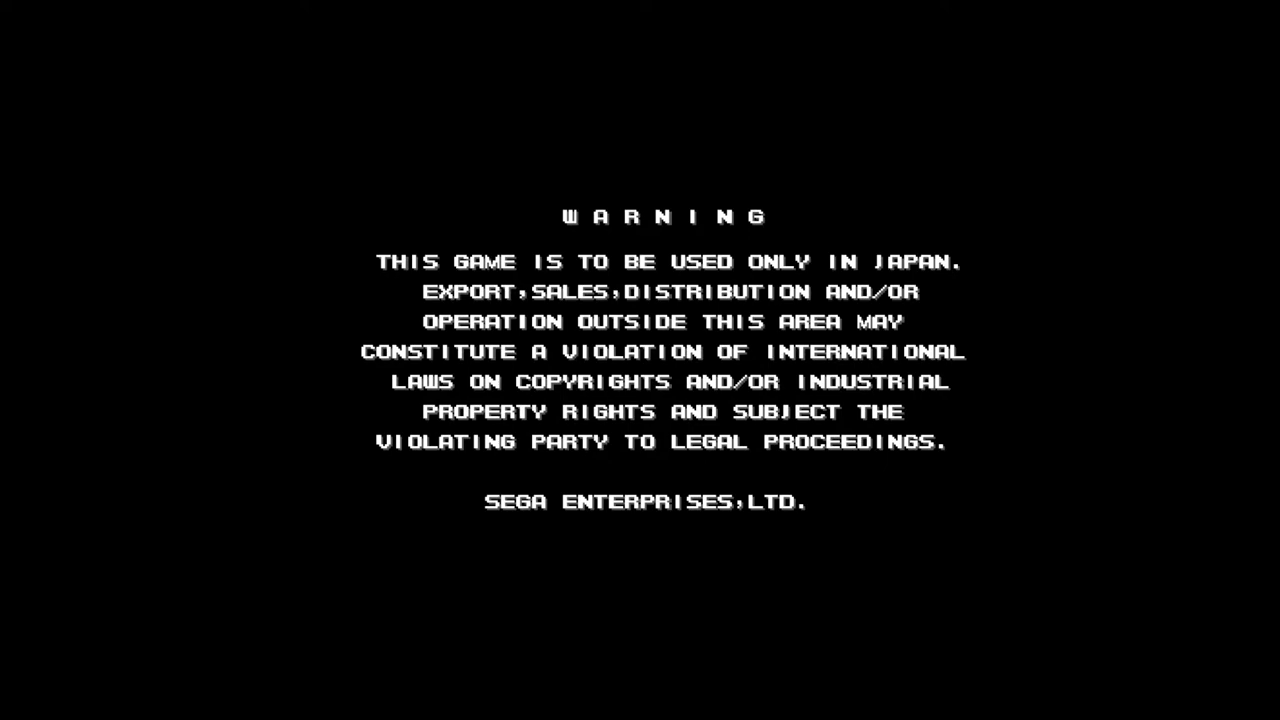 W A R N I N G
THIS GAME IS TO BE USED ONLY IN JAPAN.
EXPORT,SALES,DISTRIBUTION AND/OR
OPERATION OUTSIDE THIS AREA MAY
CONSTITUTE A VIOLATION OF INTERNATIONAL
LAWS ON COPYRIGHTS AND/OR INDUSTRIAL
PROPERTY RIGHTS AND SUBJECT THE
VIOLATING PARTY TO LEGAL PROCEEDINGS.
SEGA ENTERPRISES,LTD.